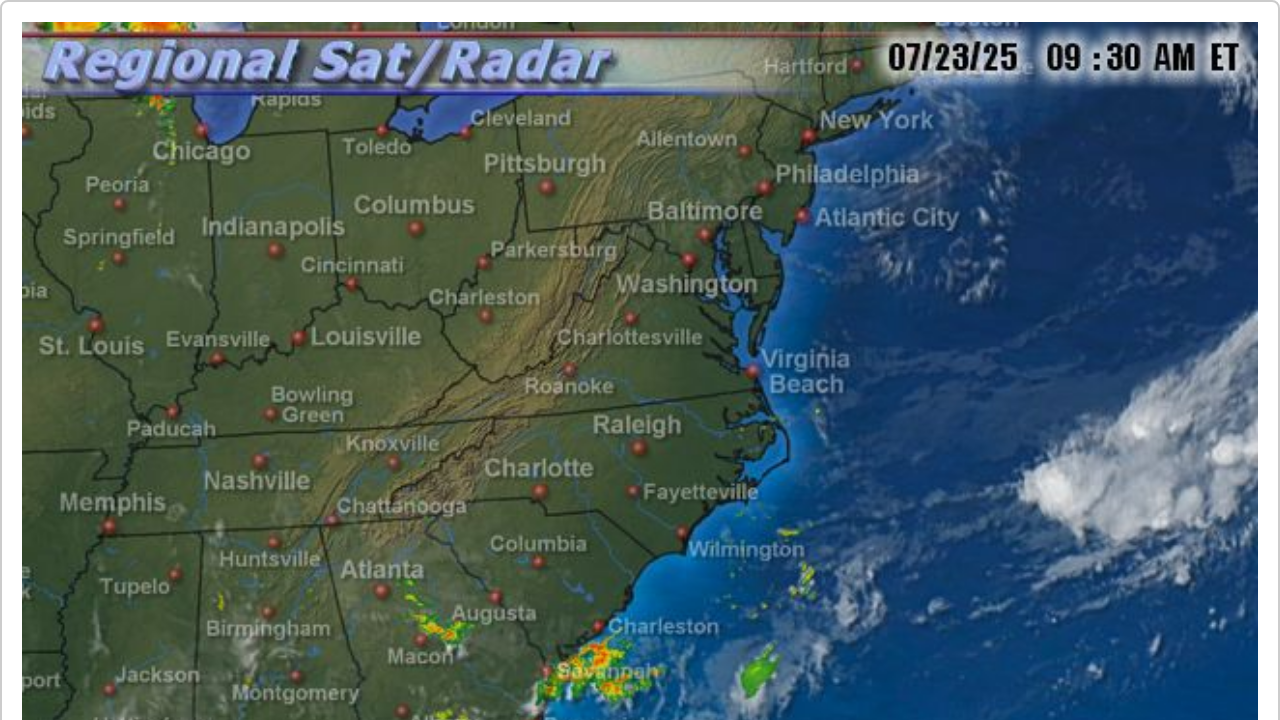 London
Boston
Regional Sat/Radar
07/23/25 09 :30 AM ET
Hartford
Rapids
ids
Cleveland
New York
Chicago
Toledo
Allentown
Pittsburgh
Philadelphia
Peoria
Columbus
Baltimore
Atlantic City
Springfield
Indianapolis
Parkersburg
Cincinnati
Washington
bia
Charleston
St. Louis
Evansville
Louisville
Charlottesville
Virginia
Beach
Roanoke
Bowling
Green
Paducah
Raleigh
Knoxville
Nashville
Charlotte
Fayetteville
Memphis
Chattanooga
Columbia
Wilmington
Huntsville
Atlanta
Tupelo
Augusta
Birmingham
Charleston
Macon
Savannah
port
Jackson
Montgomery